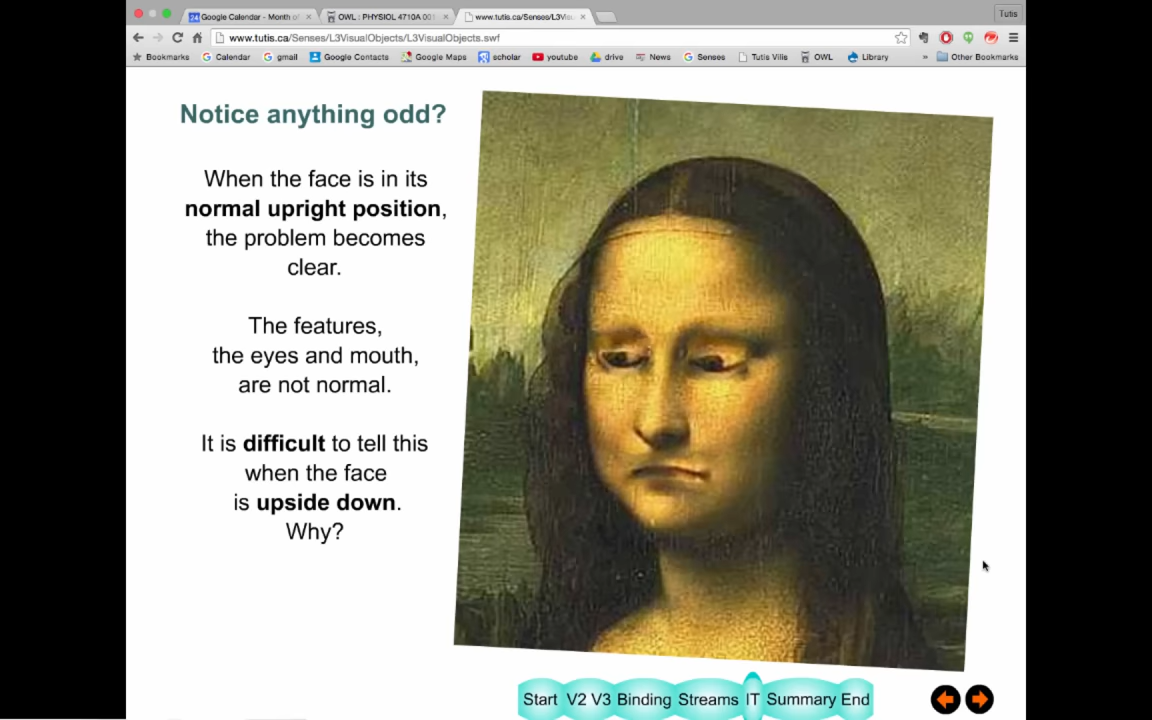 Google Calendar - Month of
OWL : PHYSIOL 4710A 001
www.tutis.ca/Senses/L3Visu
Tutis
www.tutis.ca/Senses/L3VisualObjects/L3VisualObjects.swf
Bookmarks Calendar gmail Google Contacts Google Maps scholar youtube drive News Senses Tutis Vilis OWL Library » Other Bookmarks
Notice anything odd?
When the face is in its
normal upright position,
the problem becomes
clear.
The features,
the eyes and mouth,
are not normal.
It is difficult to tell this
when the face
is upside down.
Why?
Start V2 V3 Binding Streams IT Summary End